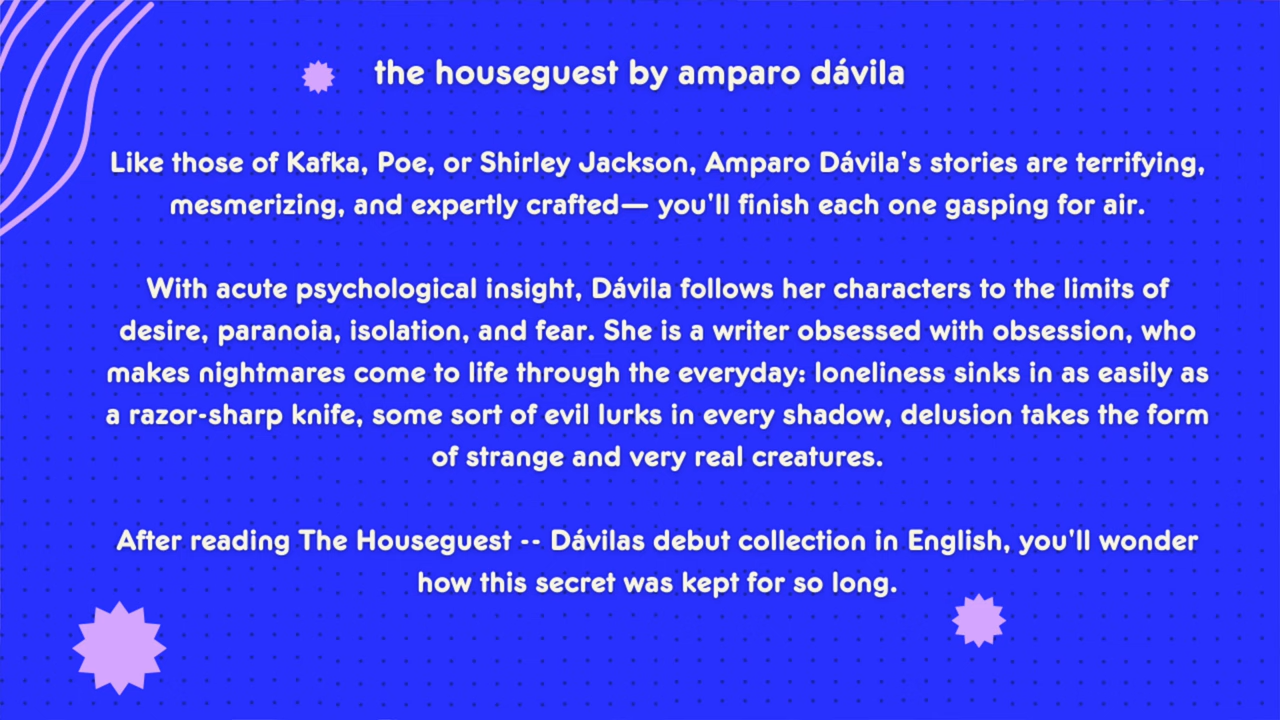 the houseguest by amparo dávila
Like those of Kafka, Poe, or Shirley Jackson, Amparo Dávila's stories are terrifying,
mesmerizing, and expertly crafted— you'll finish each one gasping for air.
With acute psychological insight, Dávila follows her characters to the limits of
desire, paranoia, isolation, and fear. She is a writer obsessed with obsession, who
makes nightmares come to life through the everyday: loneliness sinks in as easily as
a razor-sharp knife, some sort of evil lurks in every shadow, delusion takes the form
of strange and very real creatures.
After reading The Houseguest -- Dávilas debut collection in English, you'll wonder
how this secret was kept for so long.